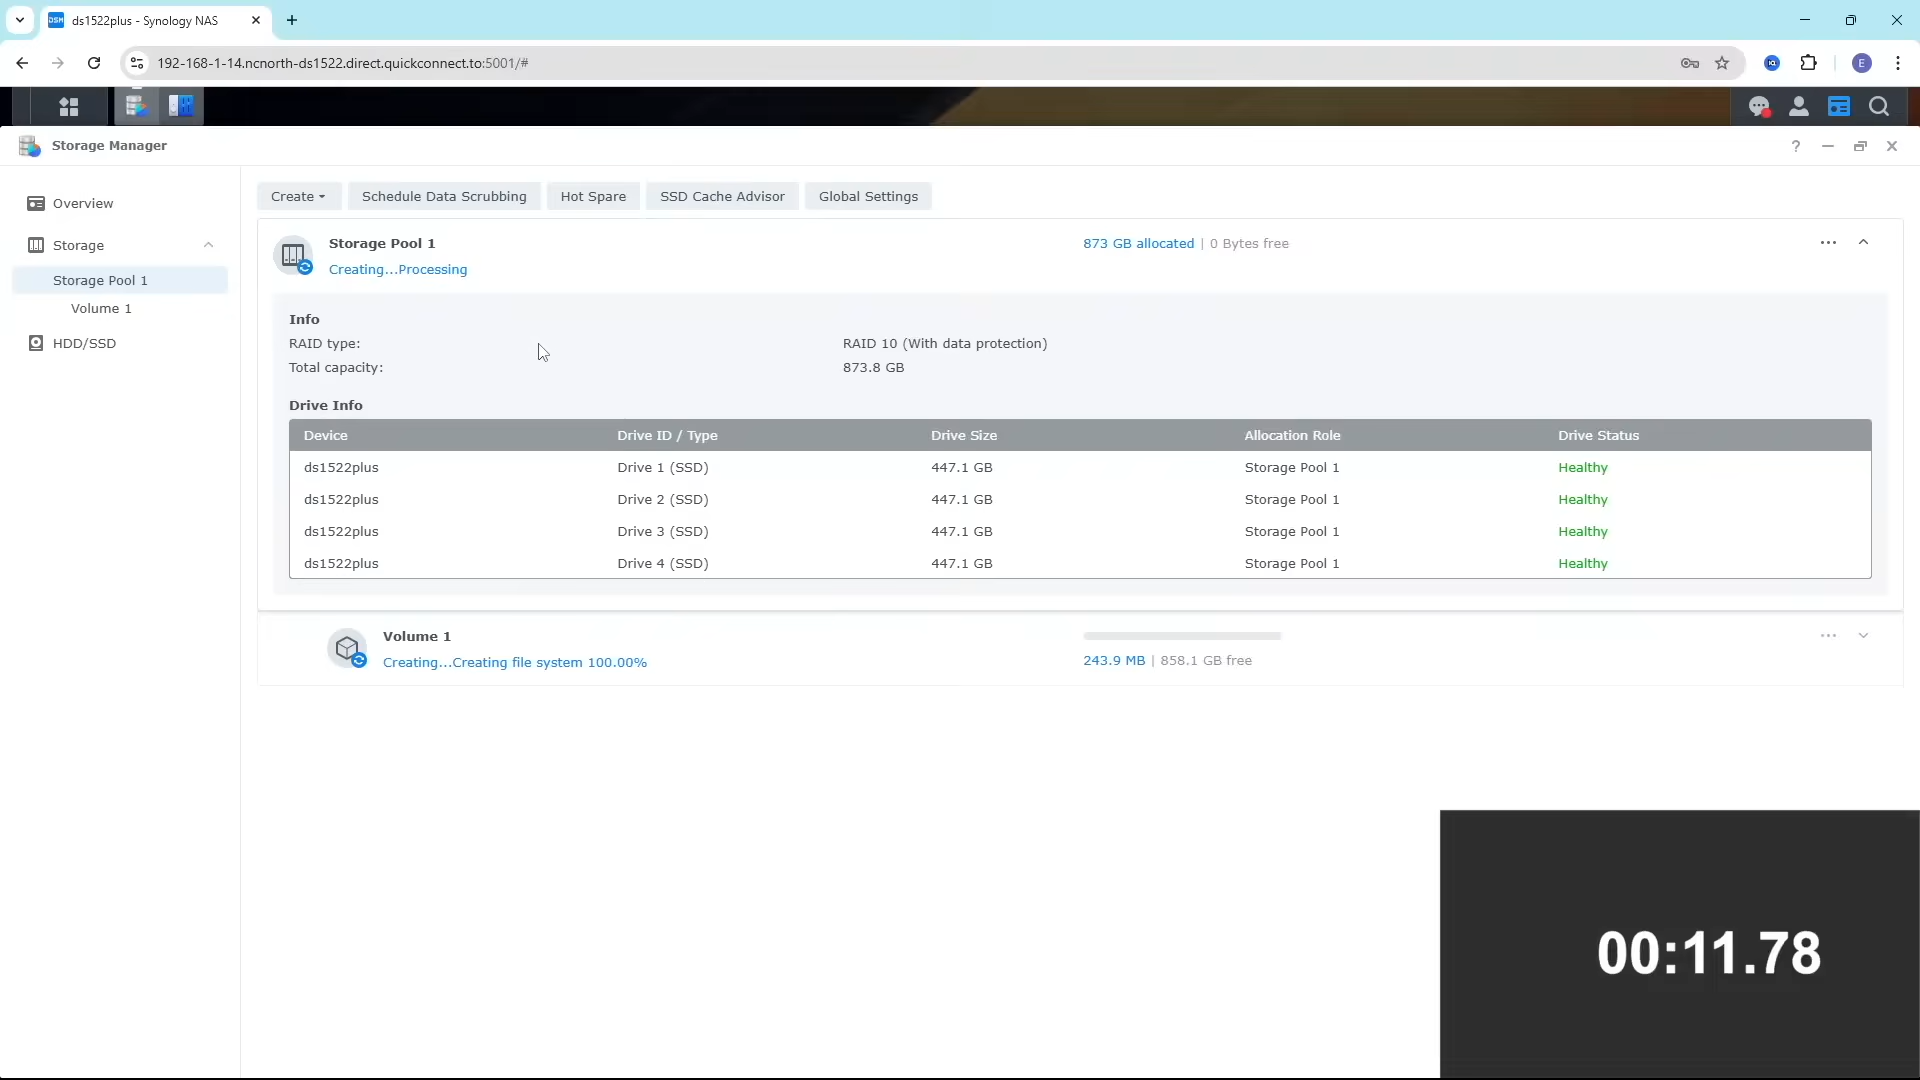 DSM ds1522plus - Synology NAS
192-168-1-14.ncnorth-ds1522.direct.quickconnect.to:5001/#
E
Storage Manager
?
Overview
Storage
Storage Pool 1
Volume 1
HDD/SSD
Create Schedule Data Scrubbing Hot Spare SSD Cache Advisor Global Settings
Storage Pool 1 873 GB allocated | 0 Bytes free
Creating...Processing
Info
RAID type: RAID 10 (With data protection)
Total capacity: 873.8 GB
Drive Info
Device Drive ID / Type Drive Size Allocation Role Drive Status
ds1522plus Drive 1 (SSD) 447.1 GB Storage Pool 1 Healthy
ds1522plus Drive 2 (SSD) 447.1 GB Storage Pool 1 Healthy
ds1522plus Drive 3 (SSD) 447.1 GB Storage Pool 1 Healthy
ds1522plus Drive 4 (SSD) 447.1 GB Storage Pool 1 Healthy
Volume 1
Creating...Creating file system 100.00% 243.9 MB | 858.1 GB free
00:11.78